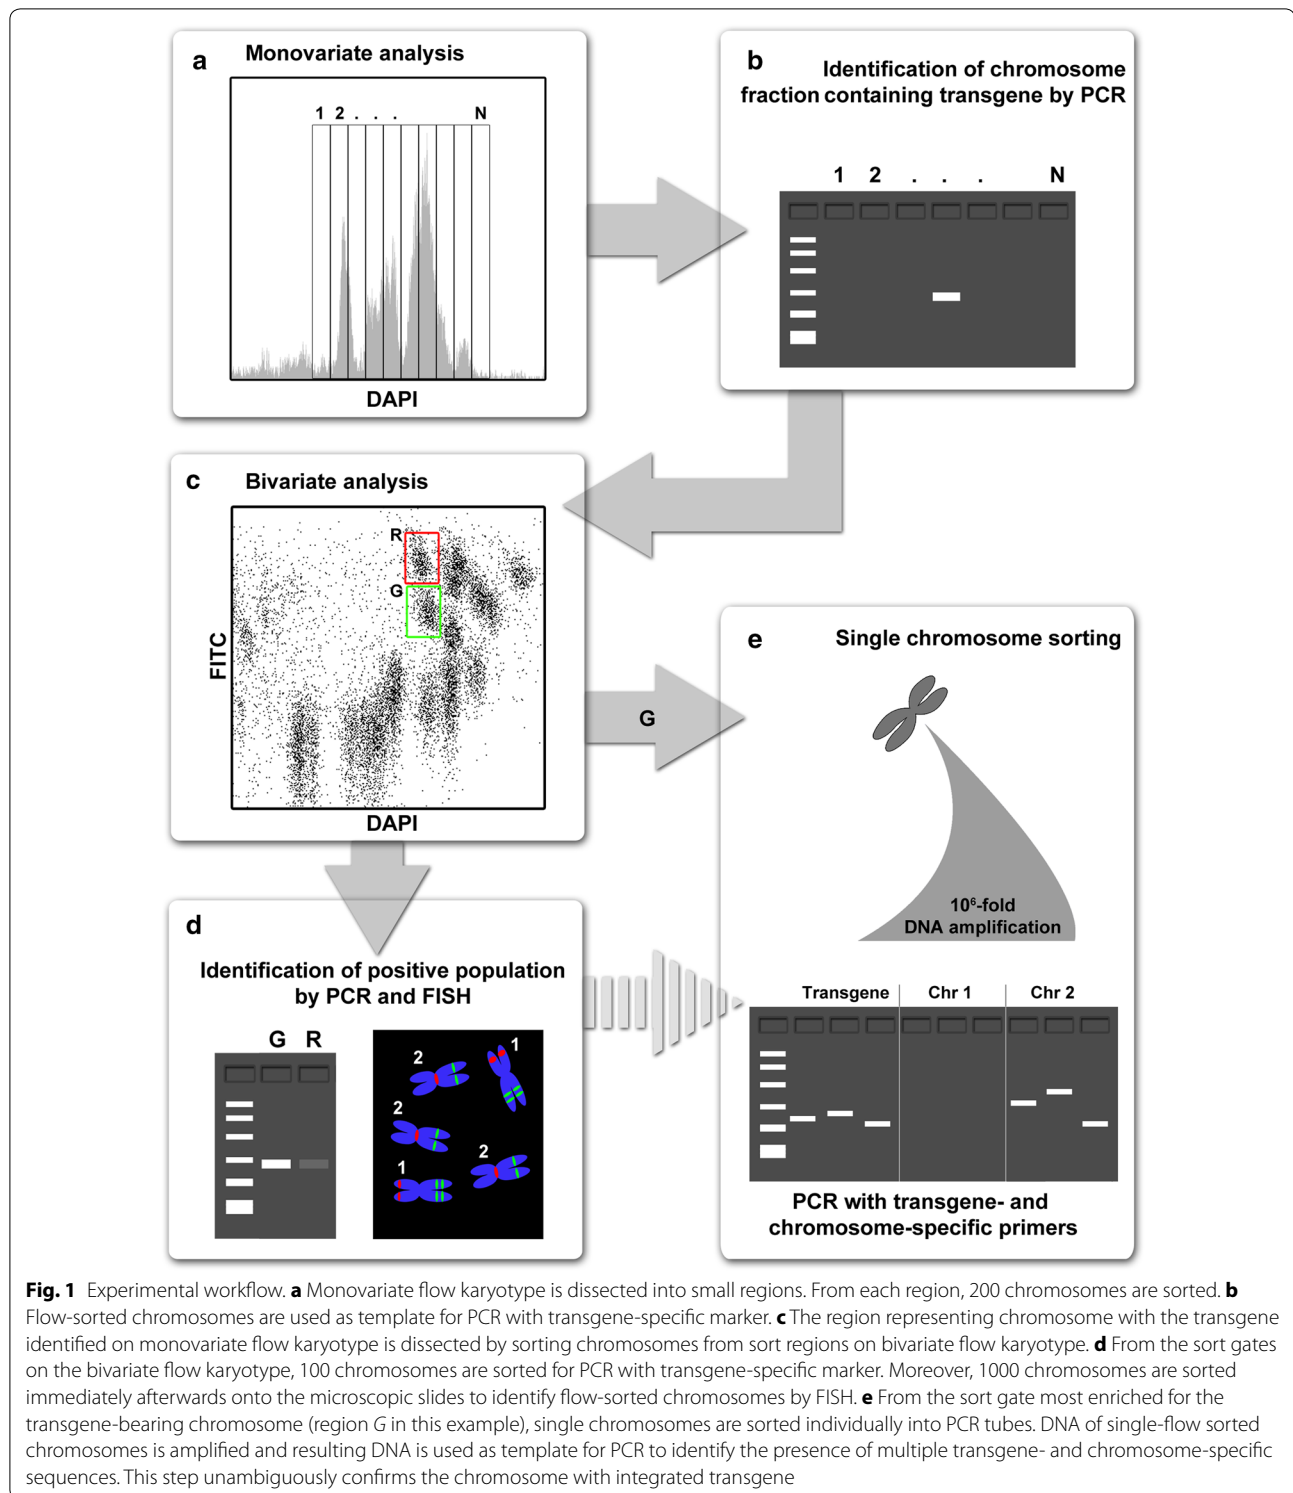 a
Monovariate analysis
1 2 . . . N
DAPI
b
Identification of chromosome
fraction containing transgene by PCR
1 2 . . . N
c
Bivariate analysis
R
G
FITC
DAPI
G
d
Identification of positive population
by PCR and FISH
G R
2
1
2
1
2
e
Single chromosome sorting
10⁶-fold
DNA amplification
Transgene Chr 1 Chr 2
PCR with transgene- and
chromosome-specific primers
Fig. 1 Experimental workflow. a Monovariate flow karyotype is dissected into small regions. From each region, 200 chromosomes are sorted. b
Flow-sorted chromosomes are used as template for PCR with transgene-specific marker. c The region representing chromosome with the transgene
identified on monovariate flow karyotype is dissected by sorting chromosomes from sort regions on bivariate flow karyotype. d From the sort gates
on the bivariate flow karyotype, 100 chromosomes are sorted for PCR with transgene-specific marker. Moreover, 1000 chromosomes are sorted
immediately afterwards onto the microscopic slides to identify flow-sorted chromosomes by FISH. e From the sort gate most enriched for the
transgene-bearing chromosome (region G in this example), single chromosomes are sorted individually into PCR tubes. DNA of single-flow sorted
chromosomes is amplified and resulting DNA is used as template for PCR to identify the presence of multiple transgene- and chromosome-specific
sequences. This step unambiguously confirms the chromosome with integrated transgene